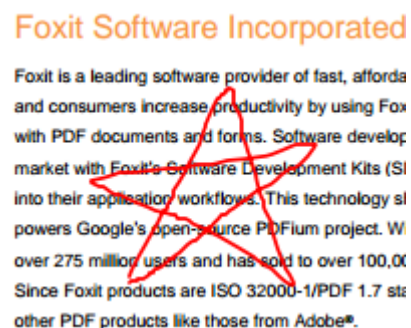 Foxit Software Incorporated
Foxit is a leading software provider of fast, afforda
and consumers increase productivity by using Fox
with PDF documents and forms. Software develop
market with Foxit's Software Development Kits (SD
into their application workflows. This technology sh
powers Google's open-source PDFium project. Wi
over 275 million users and has sold to over 100,00
Since Foxit products are ISO 32000-1/PDF 1.7 sta
other PDF products like those from Adobe®.